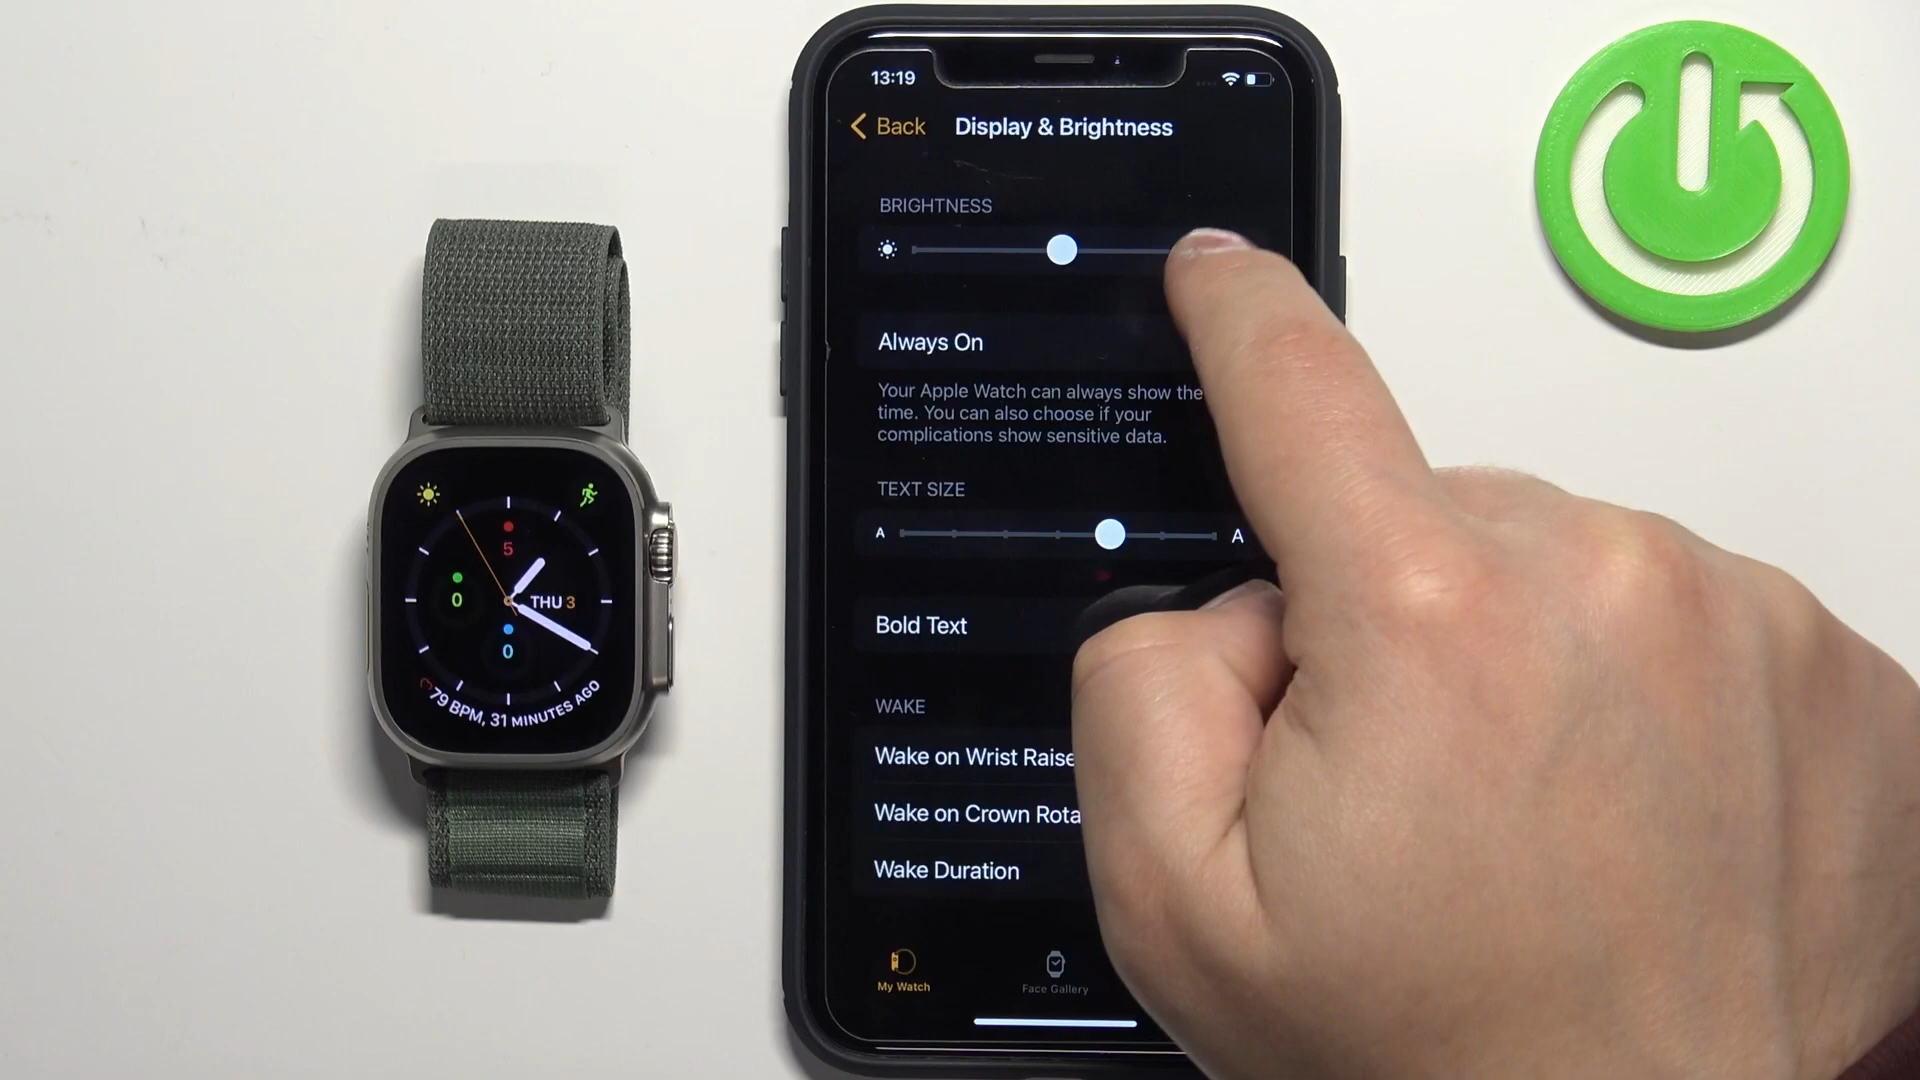 13:19
Back
Display & Brightness
BRIGHTNESS
Always On
Your Apple Watch can always show the
time. You can also choose if your
complications show sensitive data.
TEXT SIZE
A A
Bold Text
WAKE
Wake on Wrist Raise
Wake on Crown Rota
Wake Duration
My Watch
Face Gallery
5
0
THU 3
0
79 BPM, 31 MINUTES AGO